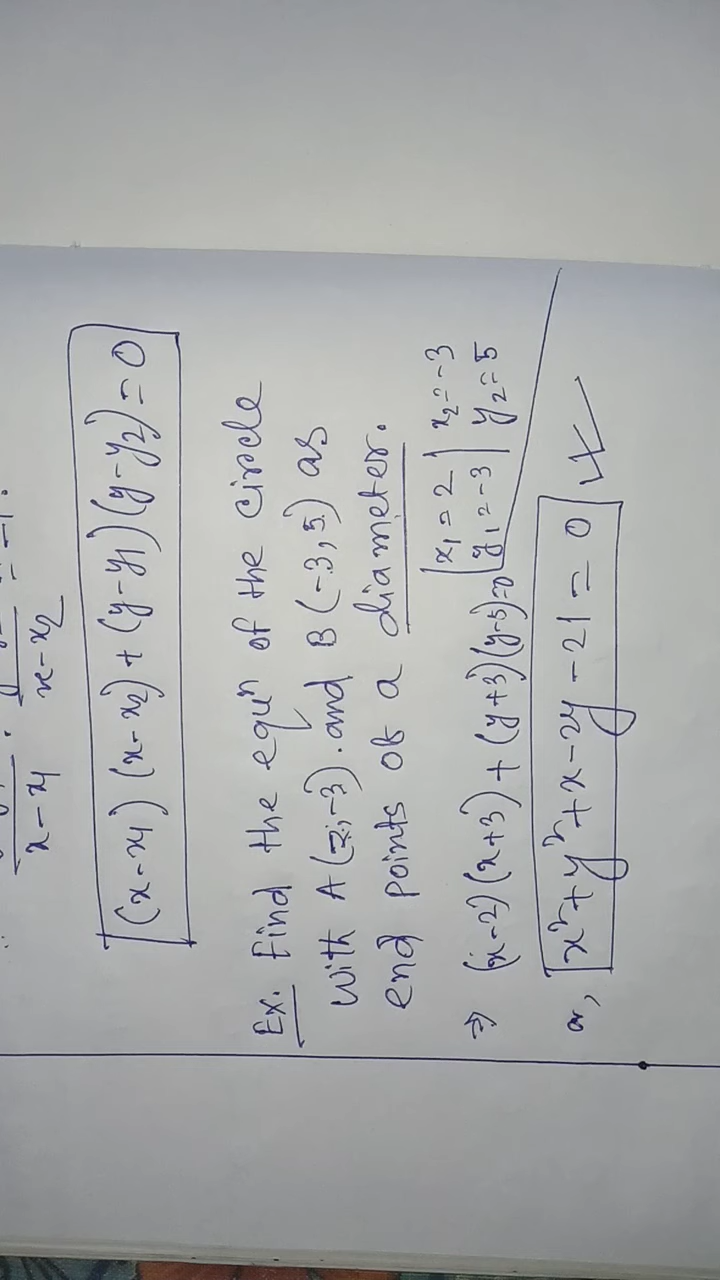 x-x₁ x-x₂ = -1.
(x-x₁)(x-x₂)+(y-y₁)(y-y₂)=0
Ex. Find the equⁿ of the circle
with A(2,-3) and B(-3,5) as
end points of a diameter.
x₁=2 | x₂=-3
y₁=-3 | y₂=5
⇒ (x-2)(x+3)+(y+3)(y-5)=0
or, x²+y²+x-2y-21=0